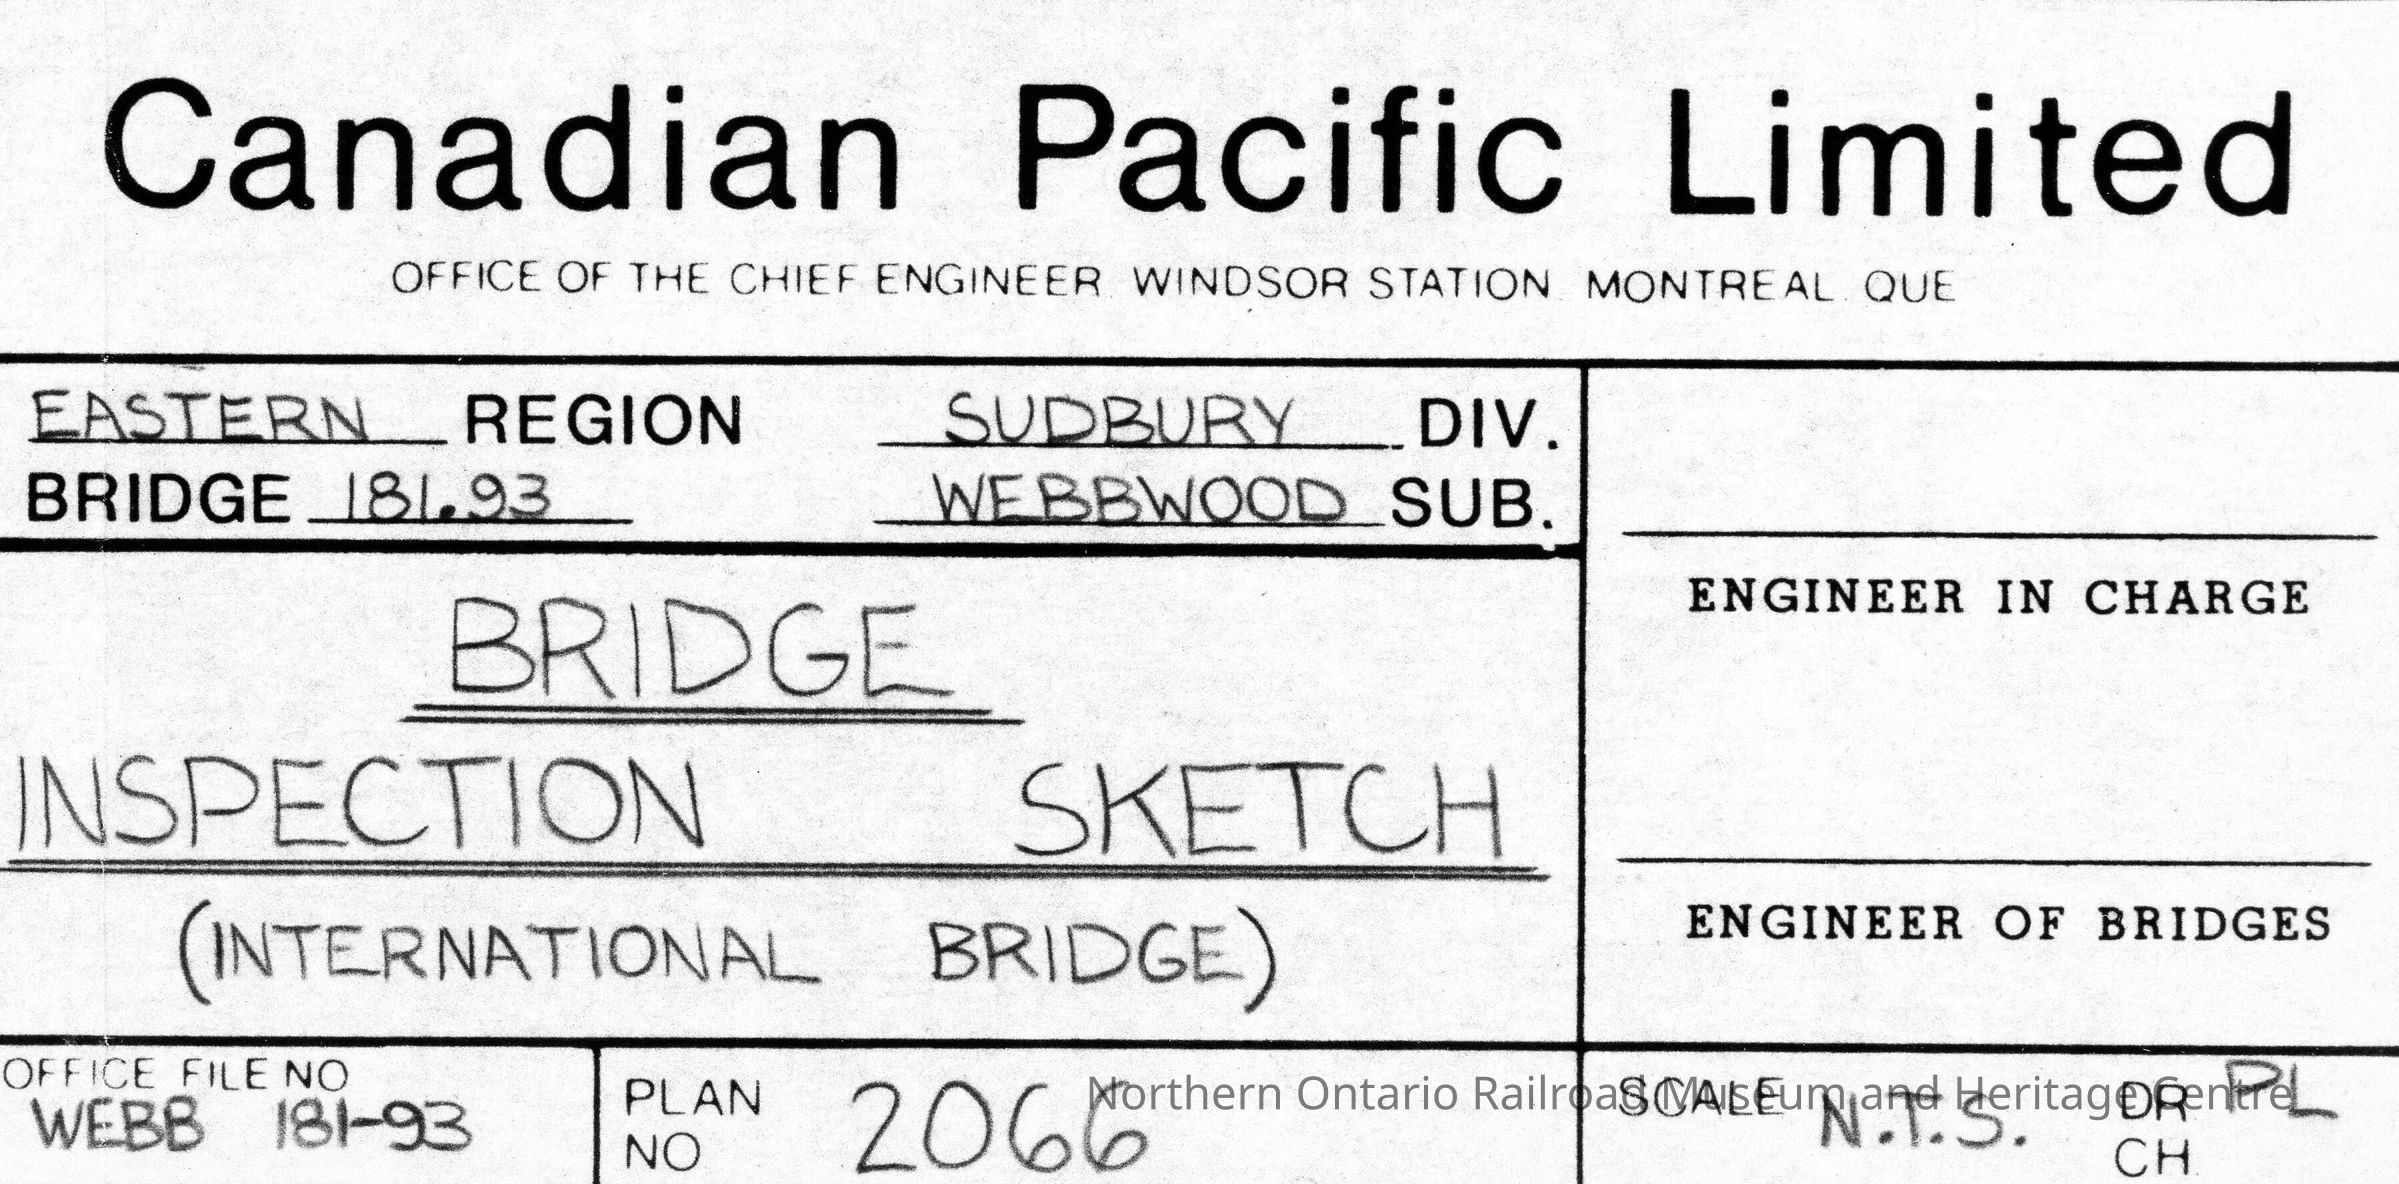 Canadian Pacific Limited
OFFICE OF THE CHIEF ENGINEER WINDSOR STATION MONTREAL QUE
EASTERN REGION SUDBURY DIV.
BRIDGE 181.93 WEBBWOOD SUB.
BRIDGE
INSPECTION SKETCH
(INTERNATIONAL BRIDGE)
ENGINEER IN CHARGE
ENGINEER OF BRIDGES
OFFICE FILE NO
WEBB 181-93
PLAN NO 2066
SCALE N.T.S.
DR PL
CH
Northern Ontario Railroad Museum and Heritage Centre